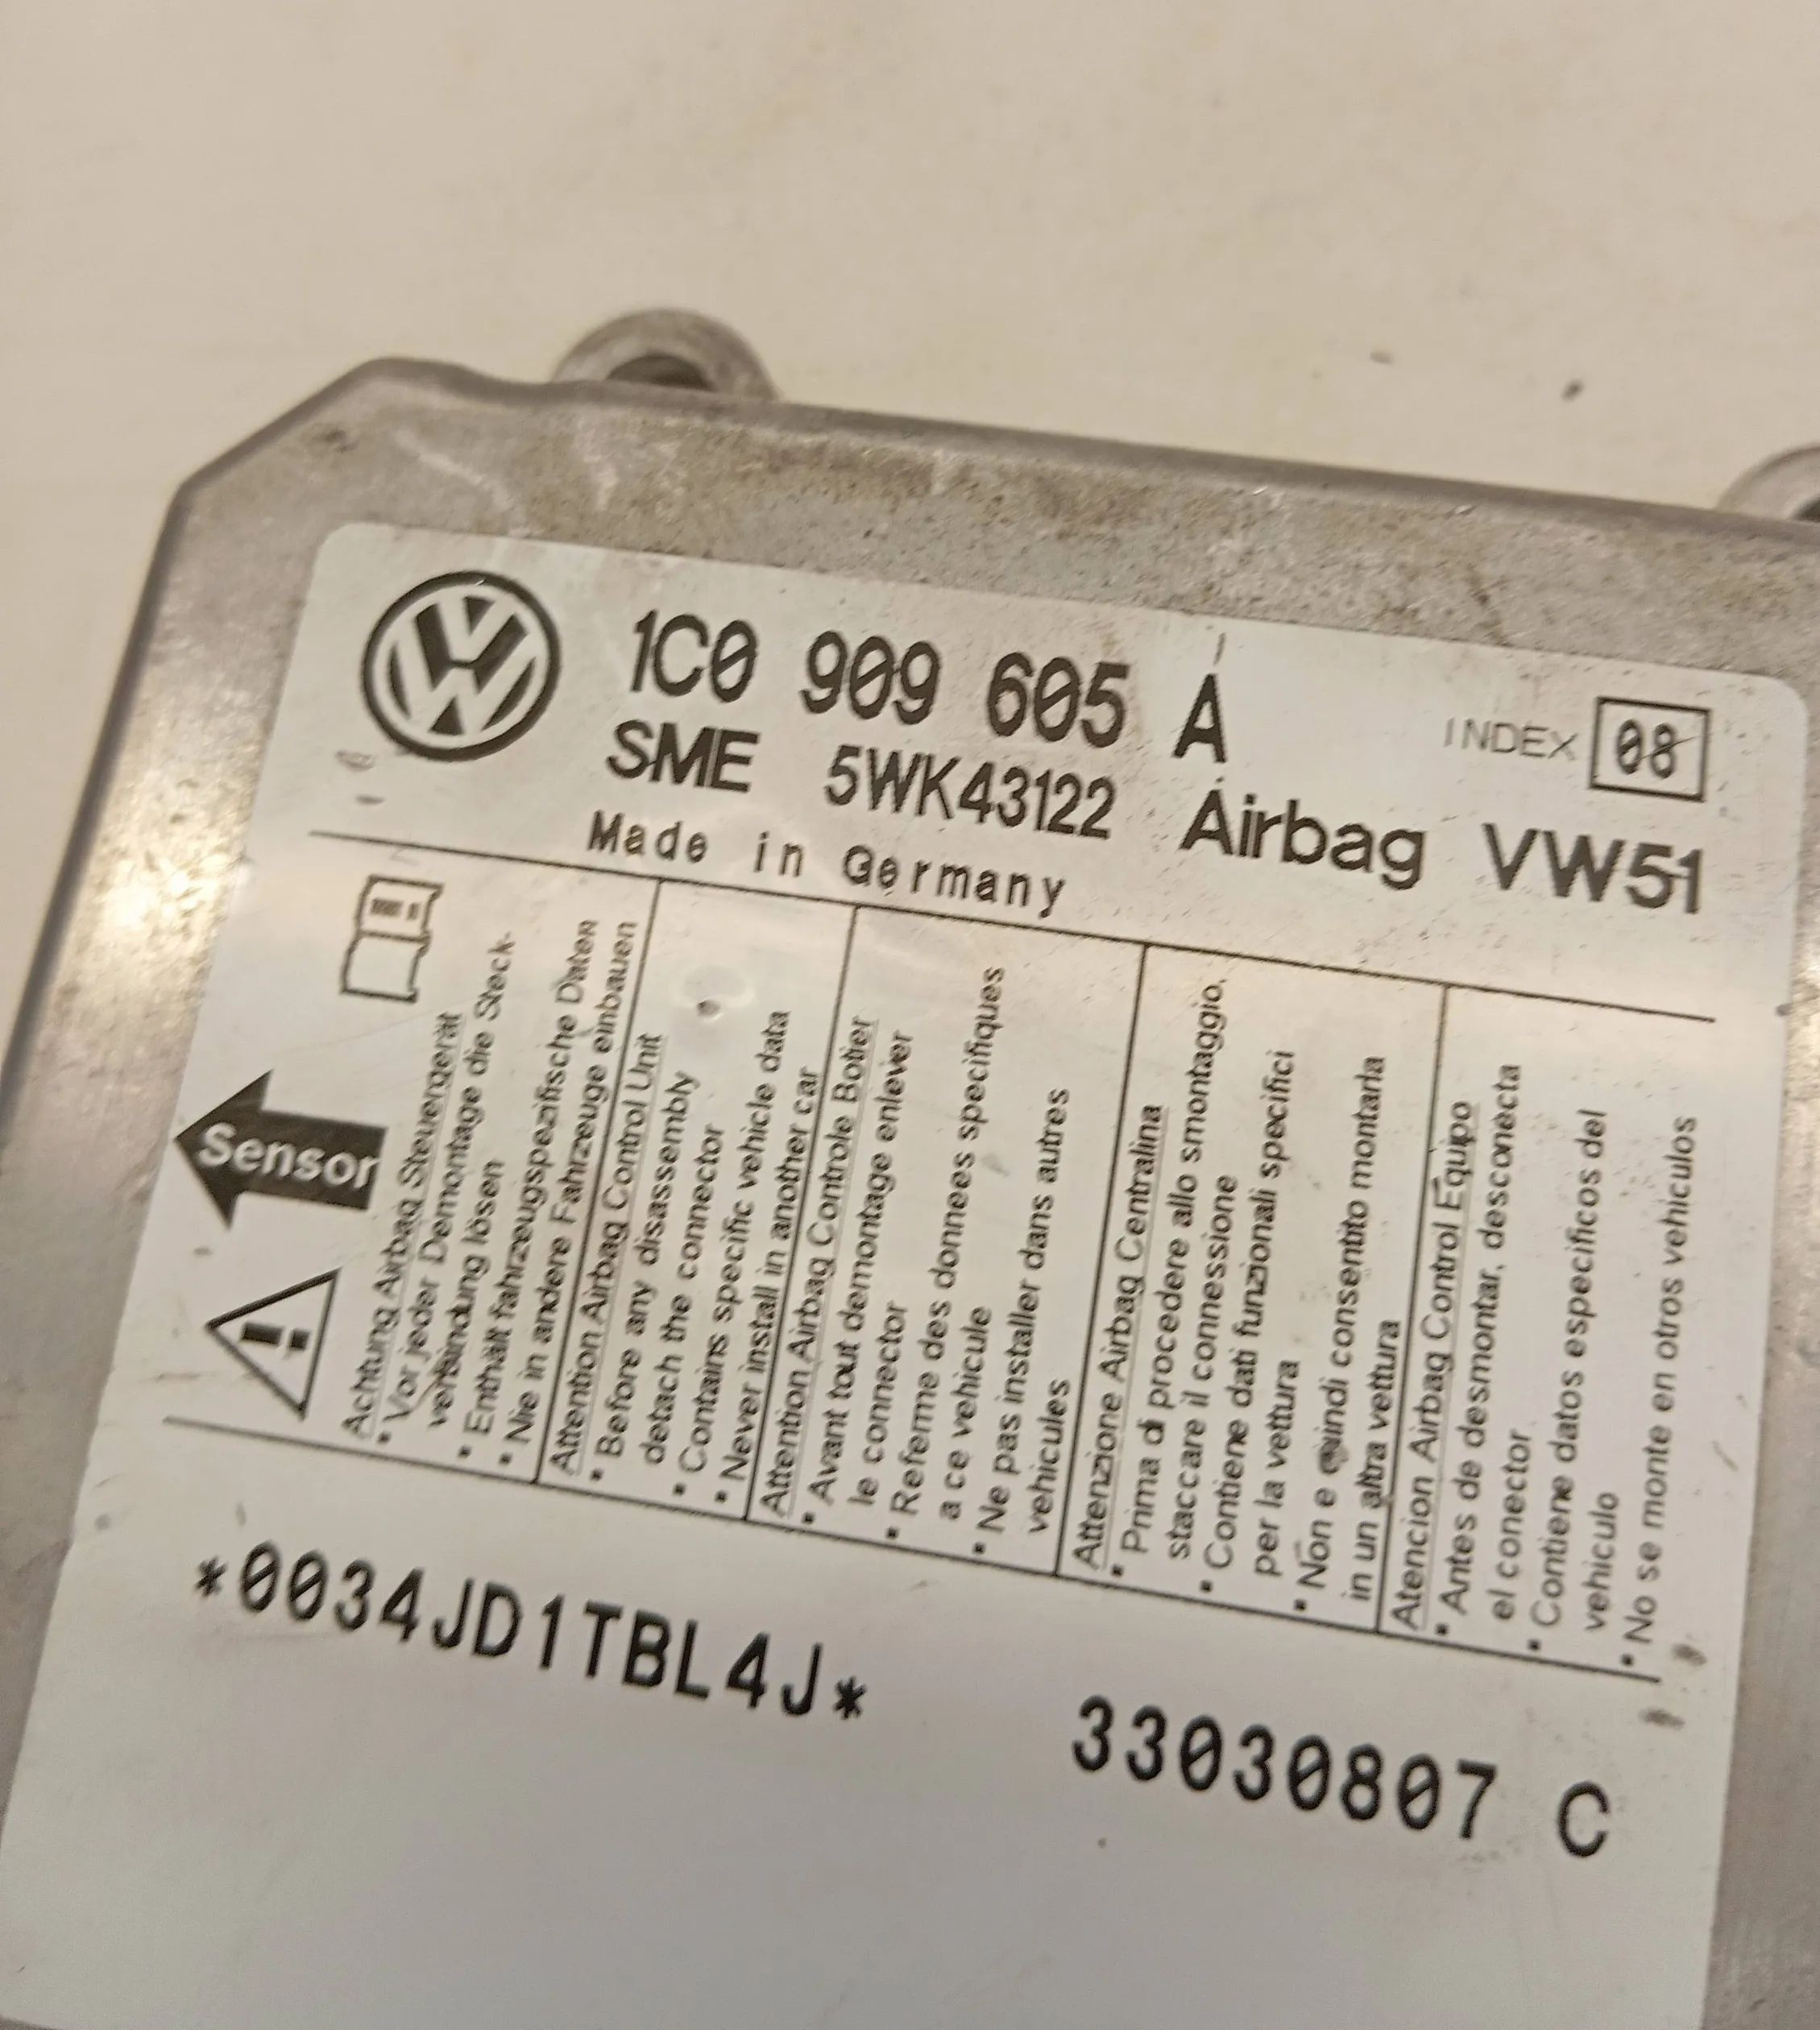 1C0 909 605 A
INDEX 08
SME 5WK43122 Airbag VW51
Made in Germany
Sensor
Achtung Airbag Steuergerät
• Vor jeder Demontage die Steck-
verbindung lösen
• Enthält fahrzeugspezifische Daten
• Nie in andere Fahrzeuge einbauen
Attention Airbag Control Unit
• Before any disassembly
detach the connector
• Contains specific vehicle data
• Never install in another car
Attention Airbag Controle Botier
• Avant tout demontage enlever
le connector
• Referme des donnees specifiques
a ce vehicule
• Ne pas installer dans autres
vehicules
Attenzione Airbag Centralina
• Prima di procedere allo smontaggio,
staccare il connessione
• Contiene dati funzionali specifici
per la vettura
• Non e quindi consentito montarla
in un altra vettura
Atencion Airbag Control Equipo
• Antes de desmontar, desconecta
el conector
• Contiene datos especificos del
vehiculo
• No se monte en otros vehiculos
*0034JD1TBL4J*
33030807 C